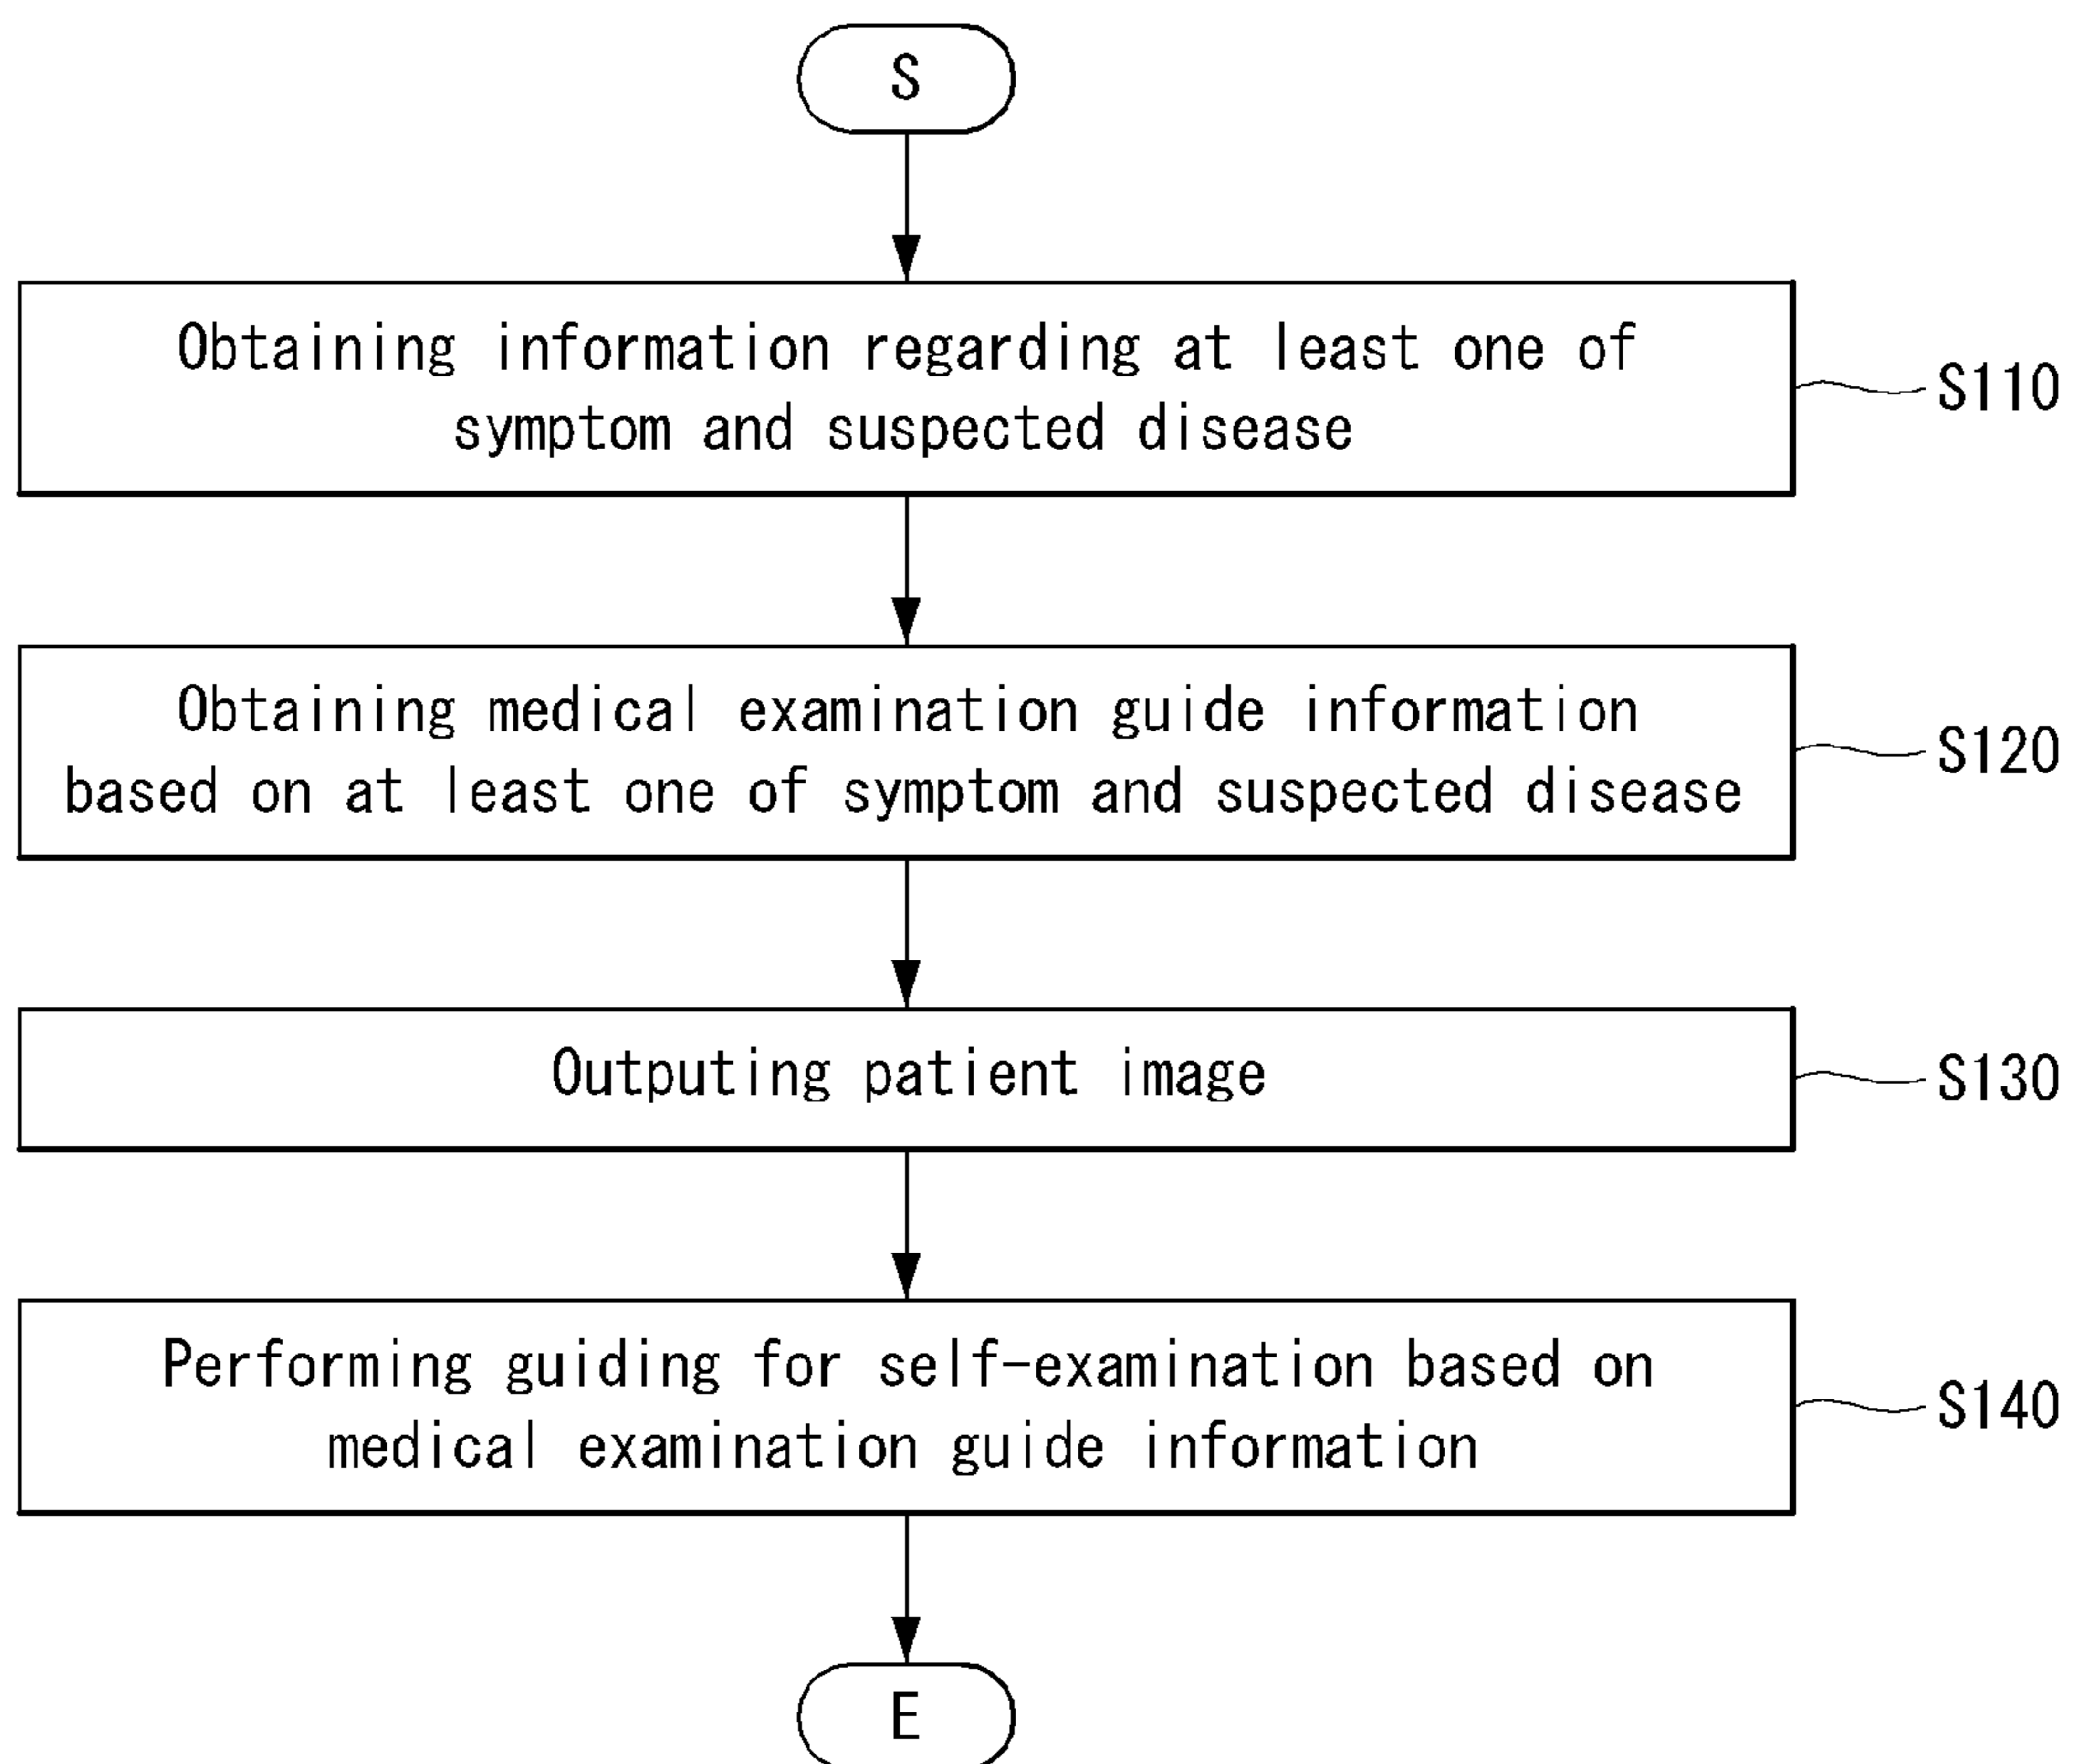 S
Obtaining information regarding at least one of
symptom and suspected disease
S110
Obtaining medical examination guide information
based on at least one of symptom and suspected disease
S120
Outputing patient image
S130
Performing guiding for self-examination based on
medical examination guide information
S140
E